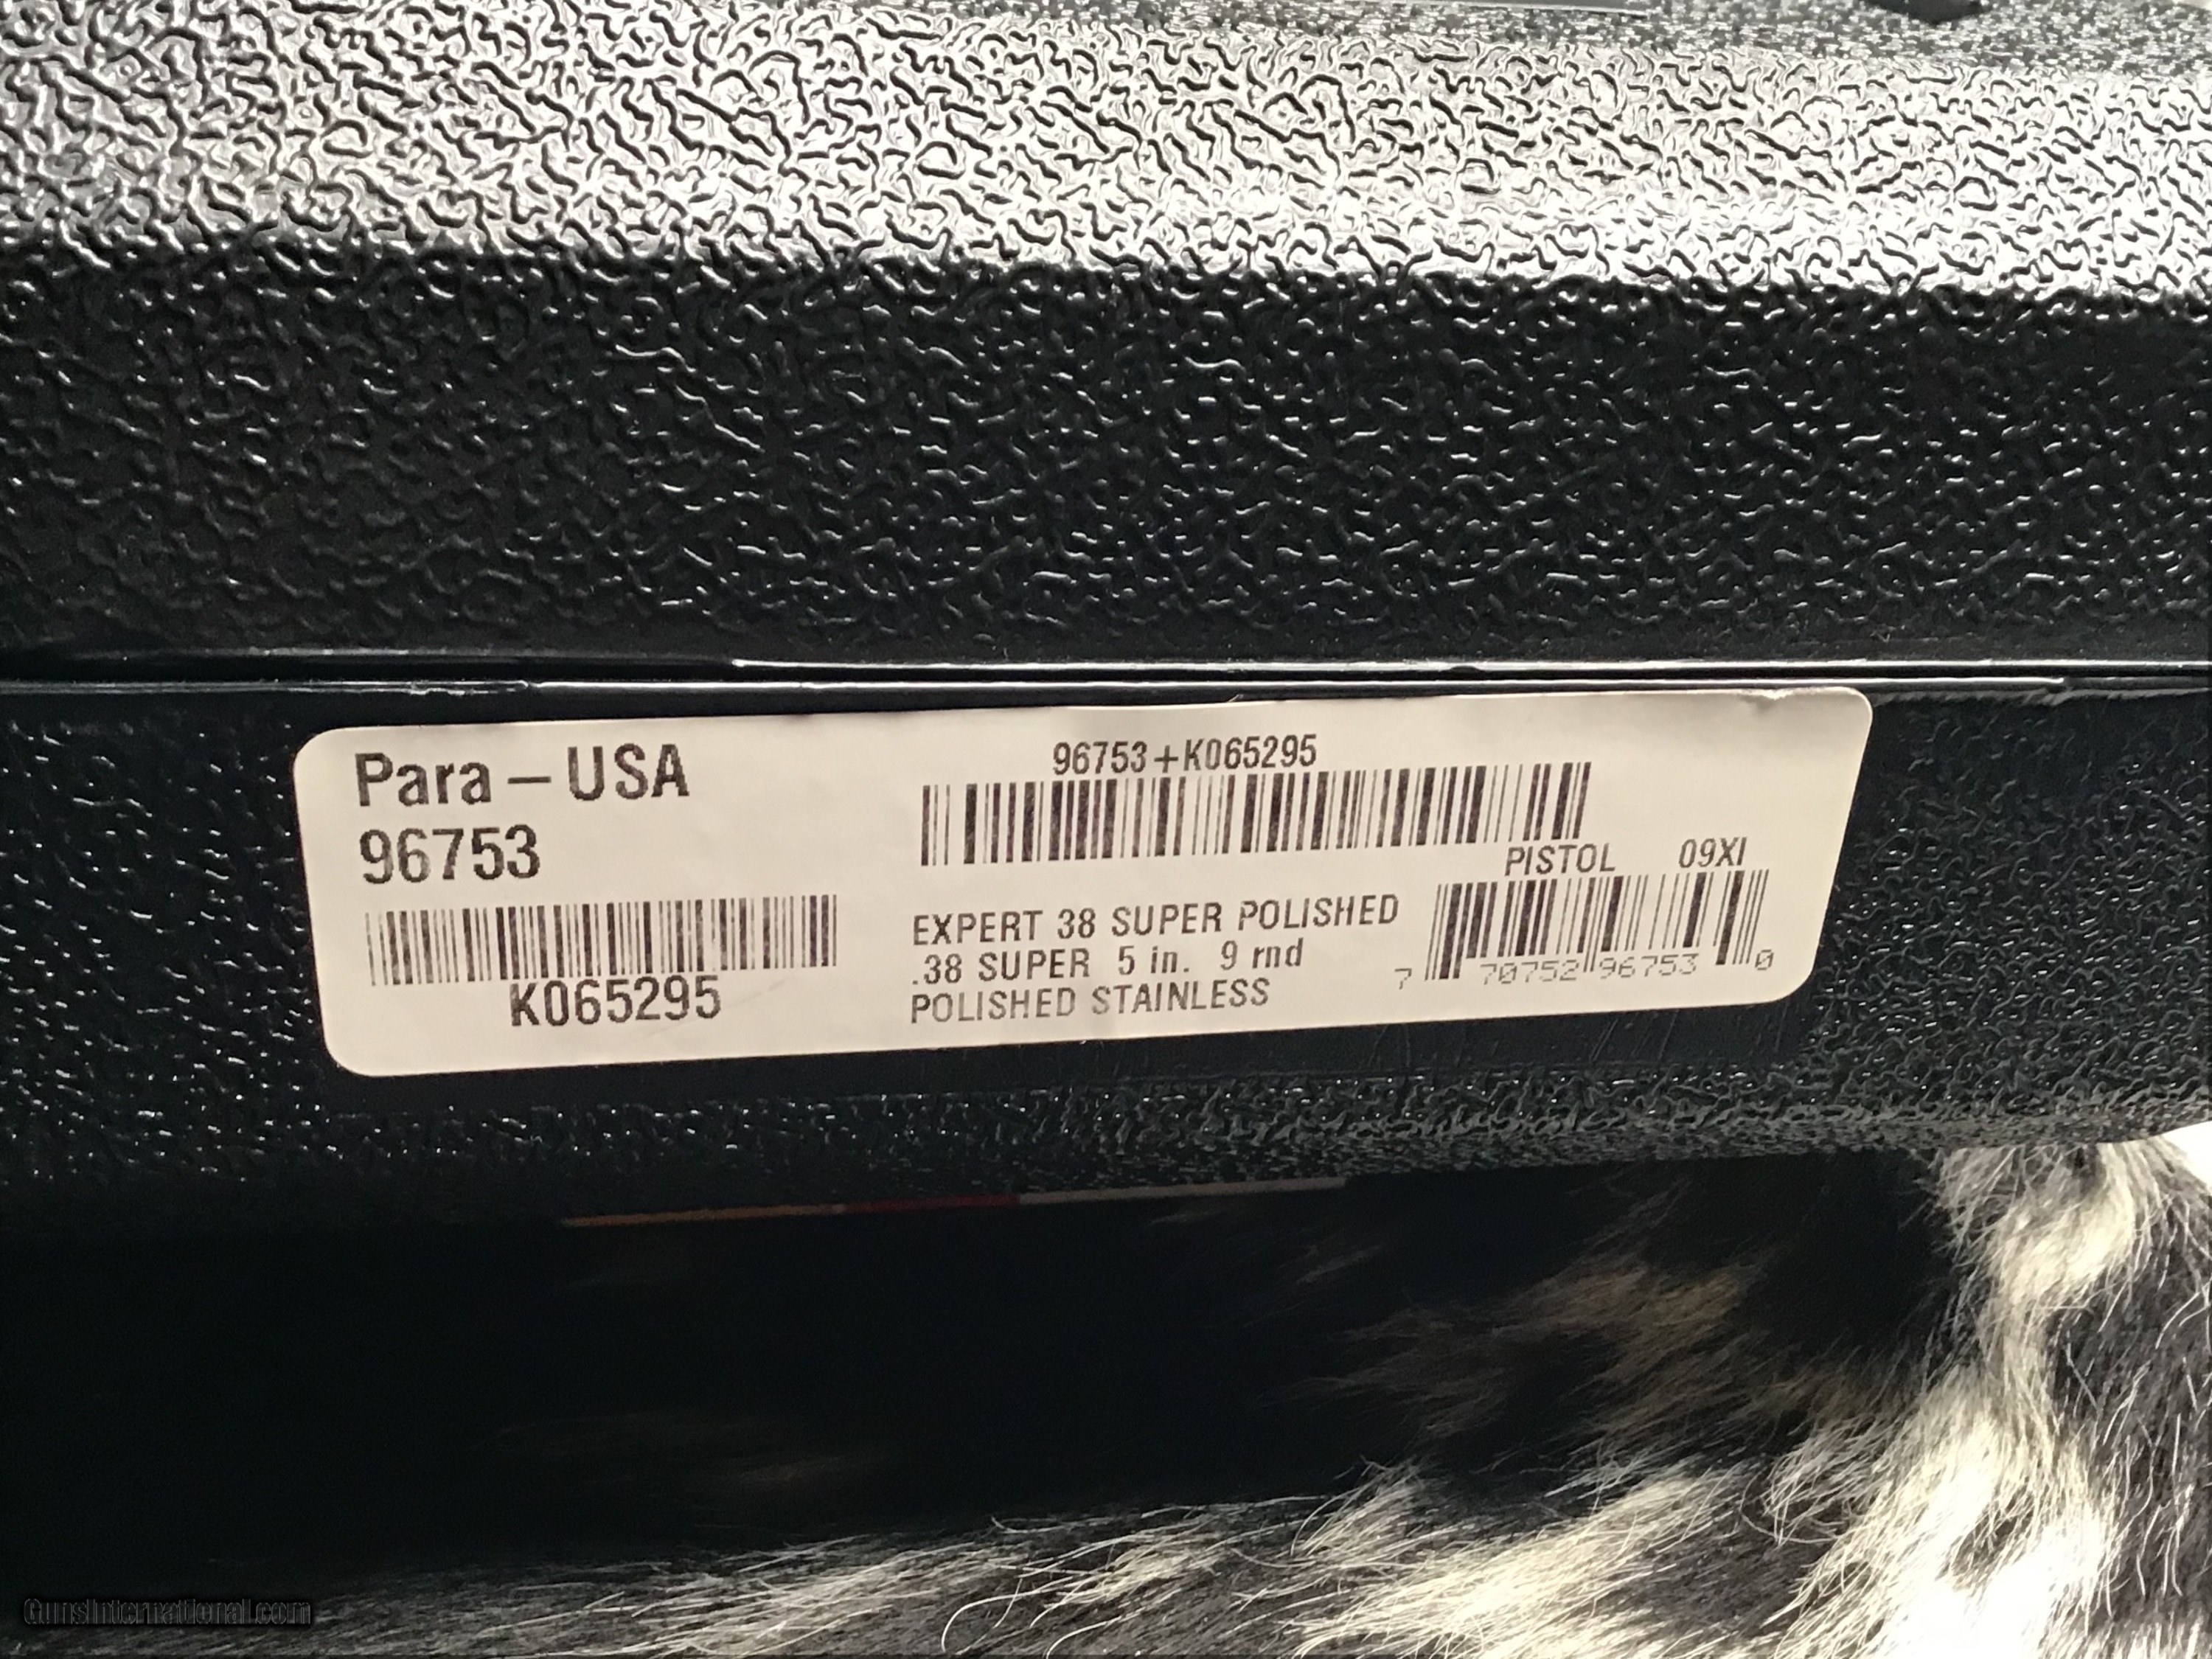 Para – USA
96753
K065295
96753+K065295
EXPERT 38 SUPER POLISHED
.38 SUPER 5 in. 9 rnd
POLISHED STAINLESS
PISTOL 09XI
7 70752 96753 0
GunsInternational.com